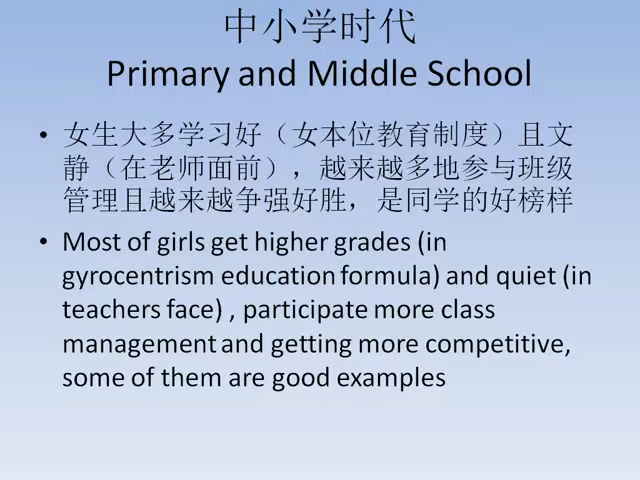 中小学时代
Primary and Middle School
• 女生大多学习好（女本位教育制度）且文
静（在老师面前），越来越多地参与班级
管理且越来越争强好胜，是同学的好榜样
• Most of girls get higher grades (in
gyrocentrism education formula) and quiet (in
teachers face) , participate more class
management and getting more competitive,
some of them are good examples